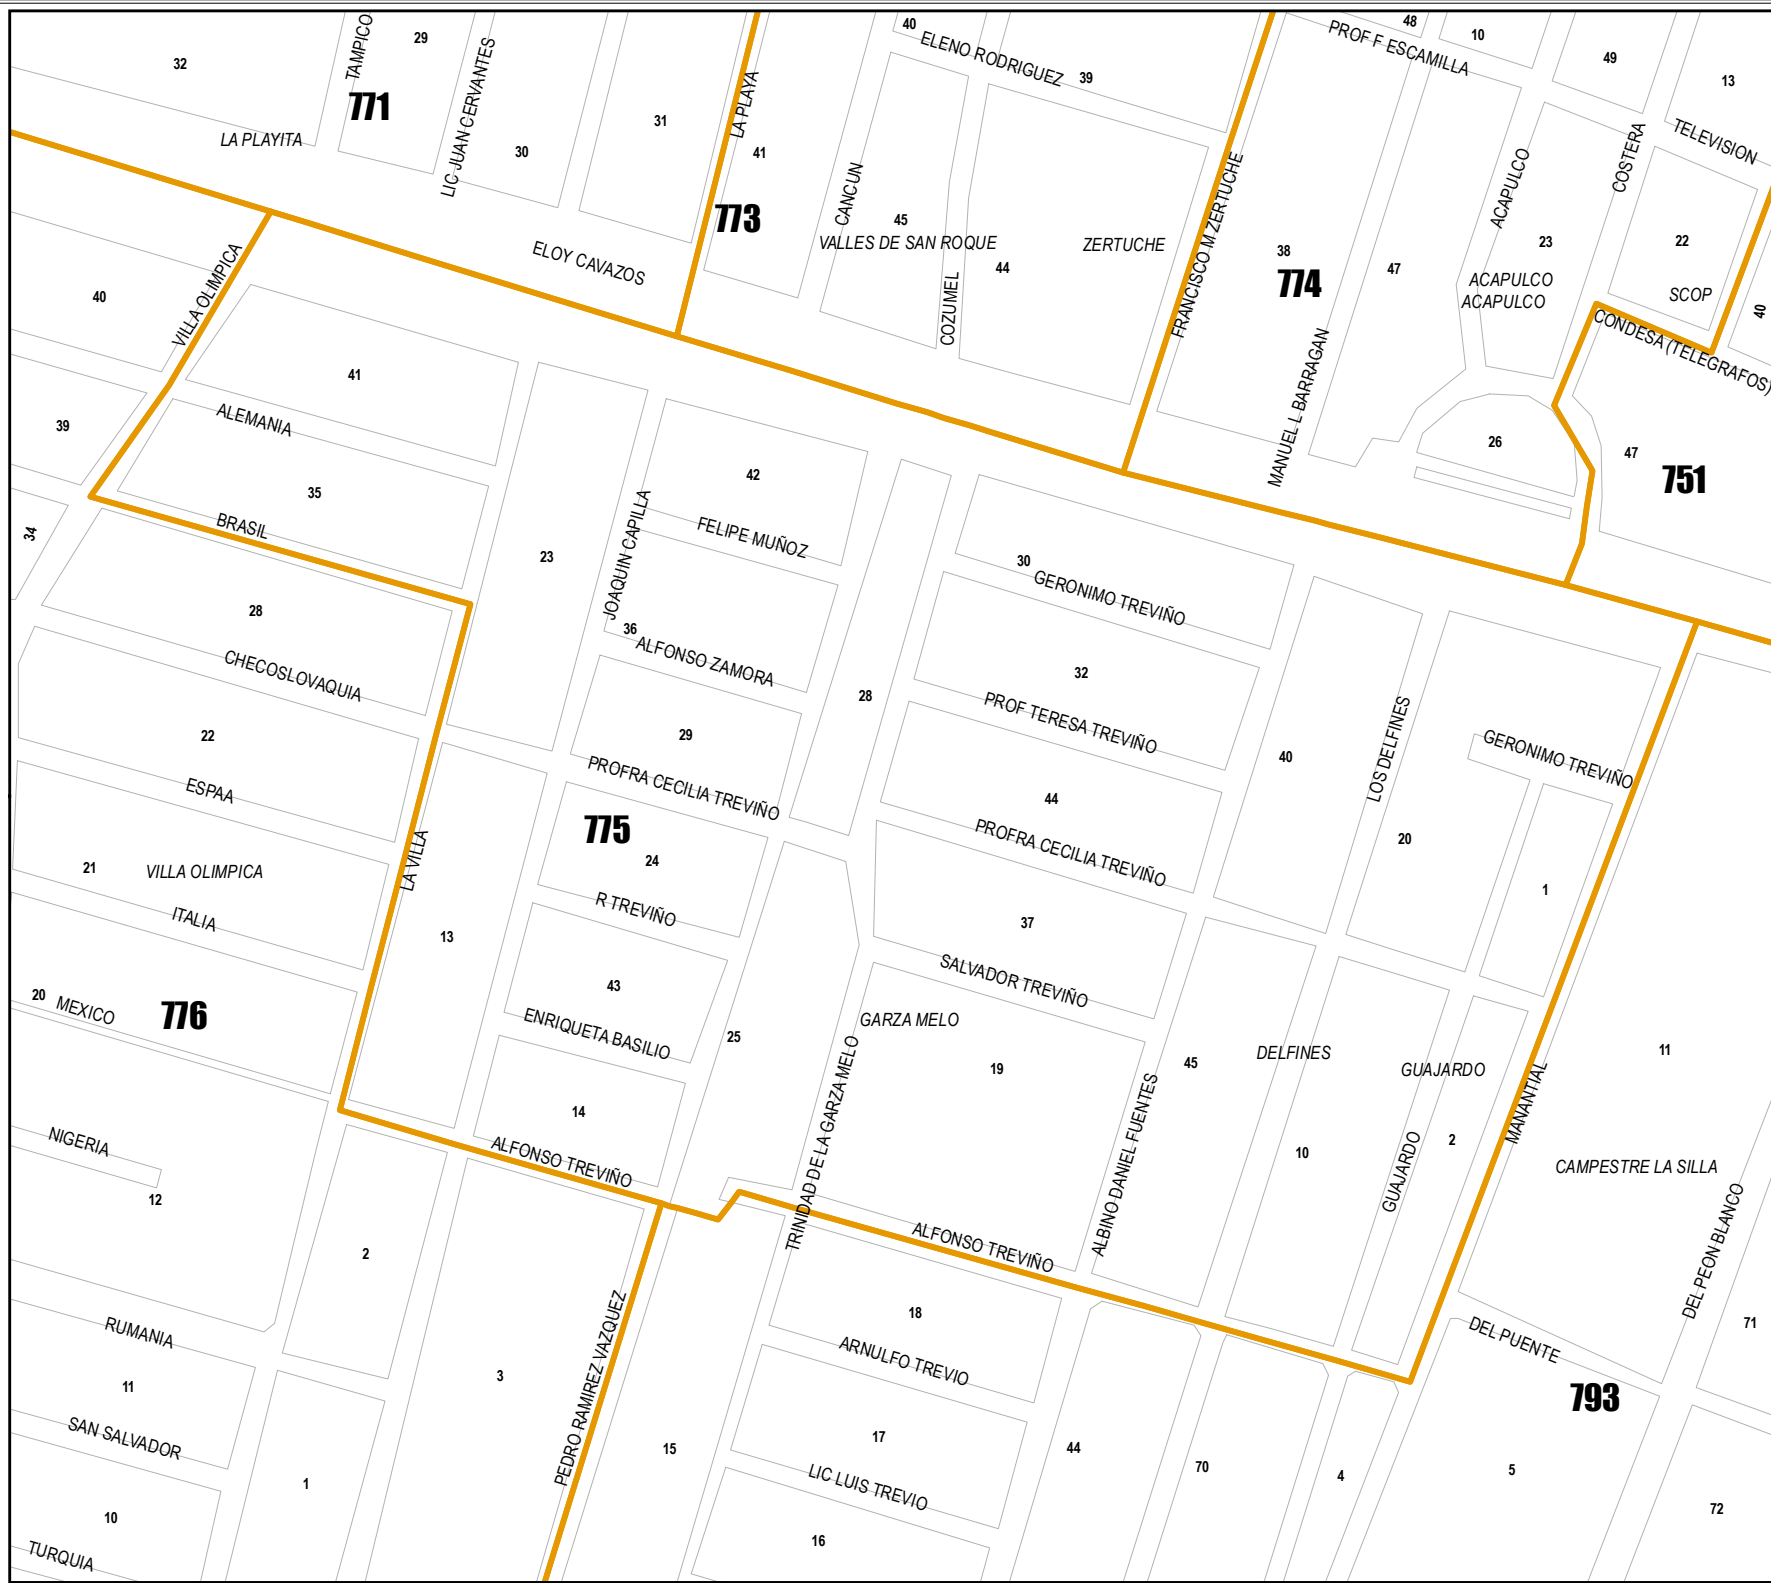 32
TAMPICO
29
771
LIC JUAN CERVANTES
LA PLAYITA
30
31
LA PLAYA
41
773
40
ELENO RODRIGUEZ
39
CANCUN
45
VALLES DE SAN ROQUE
44
COZUMEL
ZERTUCHE
FRANCISCO M ZERTUCHE
48
PROF F ESCAMILLA
10
49
13
TELEVISION
COSTERA
ACAPULCO
38
774
47
23
22
ACAPULCO
ACAPULCO
SCOP
40
CONDESA (TELEGRAFOS)
MANUEL L BARRAGAN
26
47
751
ELOY CAVAZOS
VILLA OLIMPICA
40
41
39
ALEMANIA
35
34
BRASIL
28
CHECOSLOVAQUIA
22
ESPAA
21
VILLA OLIMPICA
ITALIA
20
MEXICO
776
LA VILLA
23
JOAQUIN CAPILLA
42
FELIPE MUÑOZ
36
ALFONSO ZAMORA
29
28
PROFRA CECILIA TREVIÑO
775
24
R TREVIÑO
13
43
ENRIQUETA BASILIO
25
14
ALFONSO TREVIÑO
30
GERONIMO TREVIÑO
32
PROF TERESA TREVIÑO
44
PROFRA CECILIA TREVIÑO
37
SALVADOR TREVIÑO
GARZA MELO
19
TRINIDAD DE LA GARZA MELO
ALBINO DANIEL FUENTES
ALFONSO TREVIÑO
40
LOS DELFINES
GERONIMO TREVIÑO
20
1
45
DELFINES
GUAJARDO
10
GUAJARDO
2
MANANTIAL
11
CAMPESTRE LA SILLA
DEL PEON BLANCO
NIGERIA
12
2
RUMANIA
11
3
SAN SALVADOR
1
10
TURQUIA
PEDRO RAMIREZ VAZQUEZ
15
18
ARNULFO TREVIO
17
LIC LUIS TREVIO
16
44
70
4
DEL PUENTE
793
5
71
72